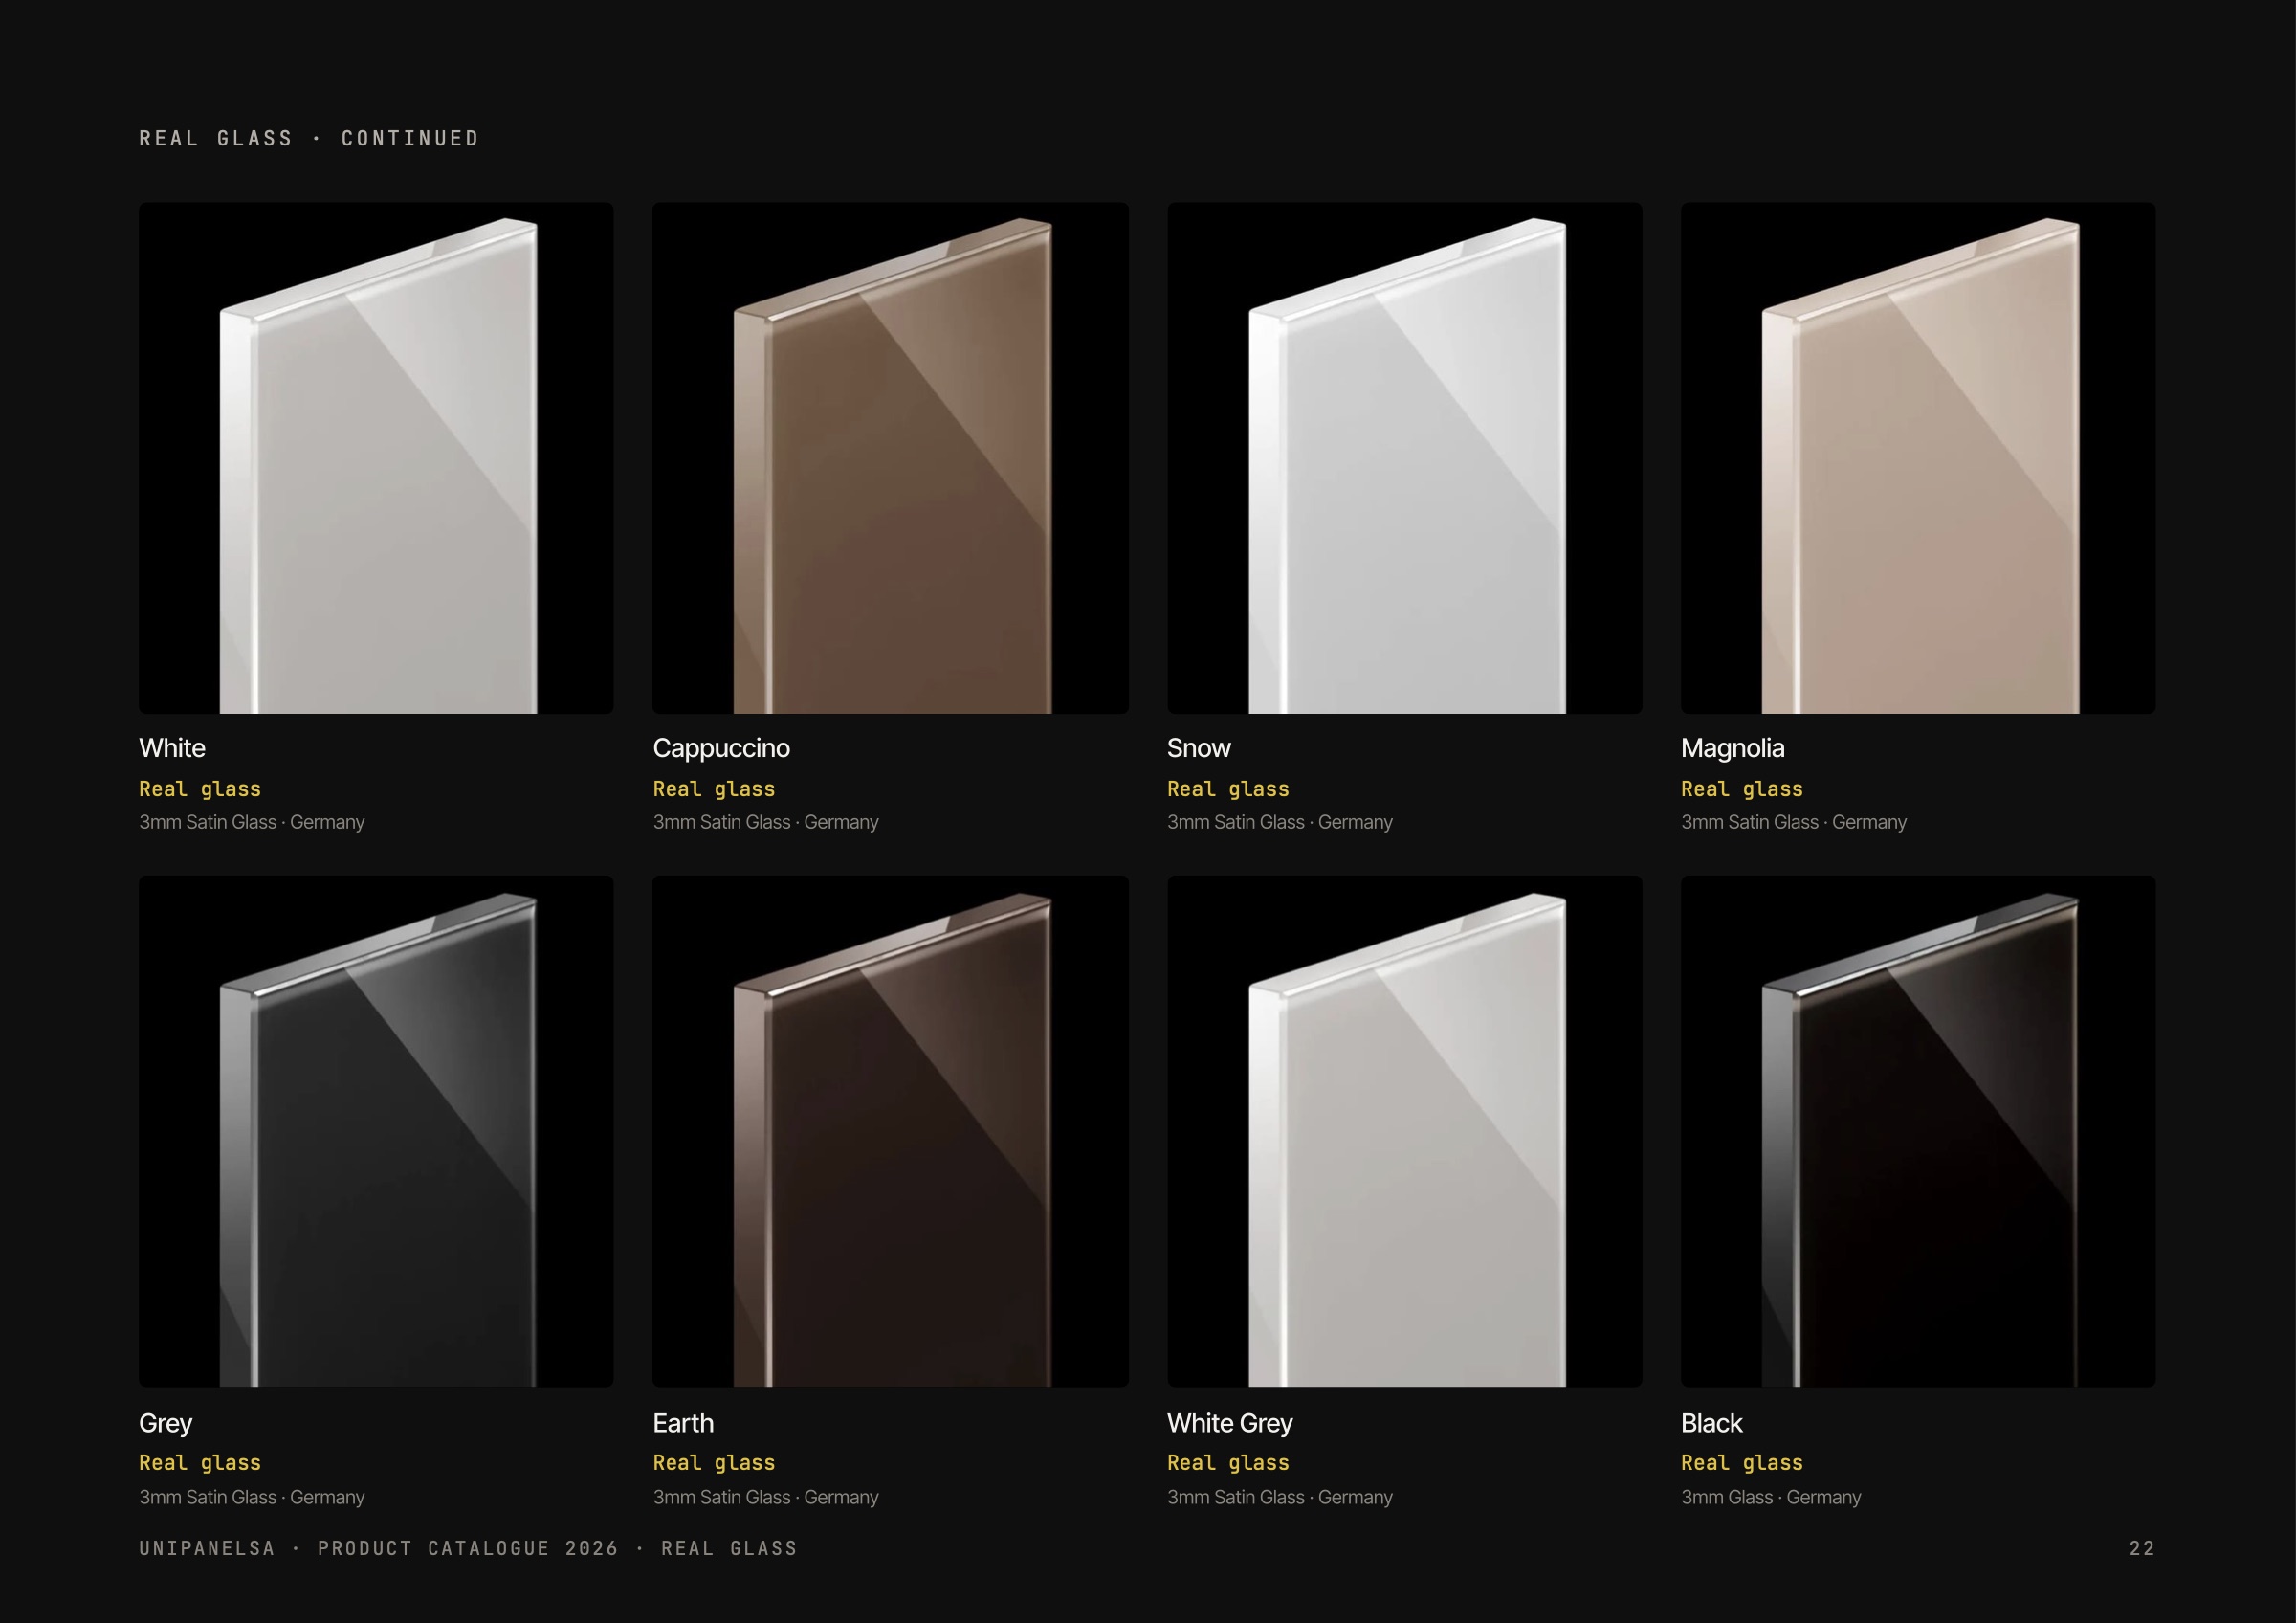 REAL GLASS · CONTINUED
White
Real glass
3mm Satin Glass · Germany
Cappuccino
Real glass
3mm Satin Glass · Germany
Snow
Real glass
3mm Satin Glass · Germany
Magnolia
Real glass
3mm Satin Glass · Germany
Grey
Real glass
3mm Satin Glass · Germany
Earth
Real glass
3mm Satin Glass · Germany
White Grey
Real glass
3mm Satin Glass · Germany
Black
Real glass
3mm Glass · Germany
UNIPANELSA · PRODUCT CATALOGUE 2026 · REAL GLASS
22